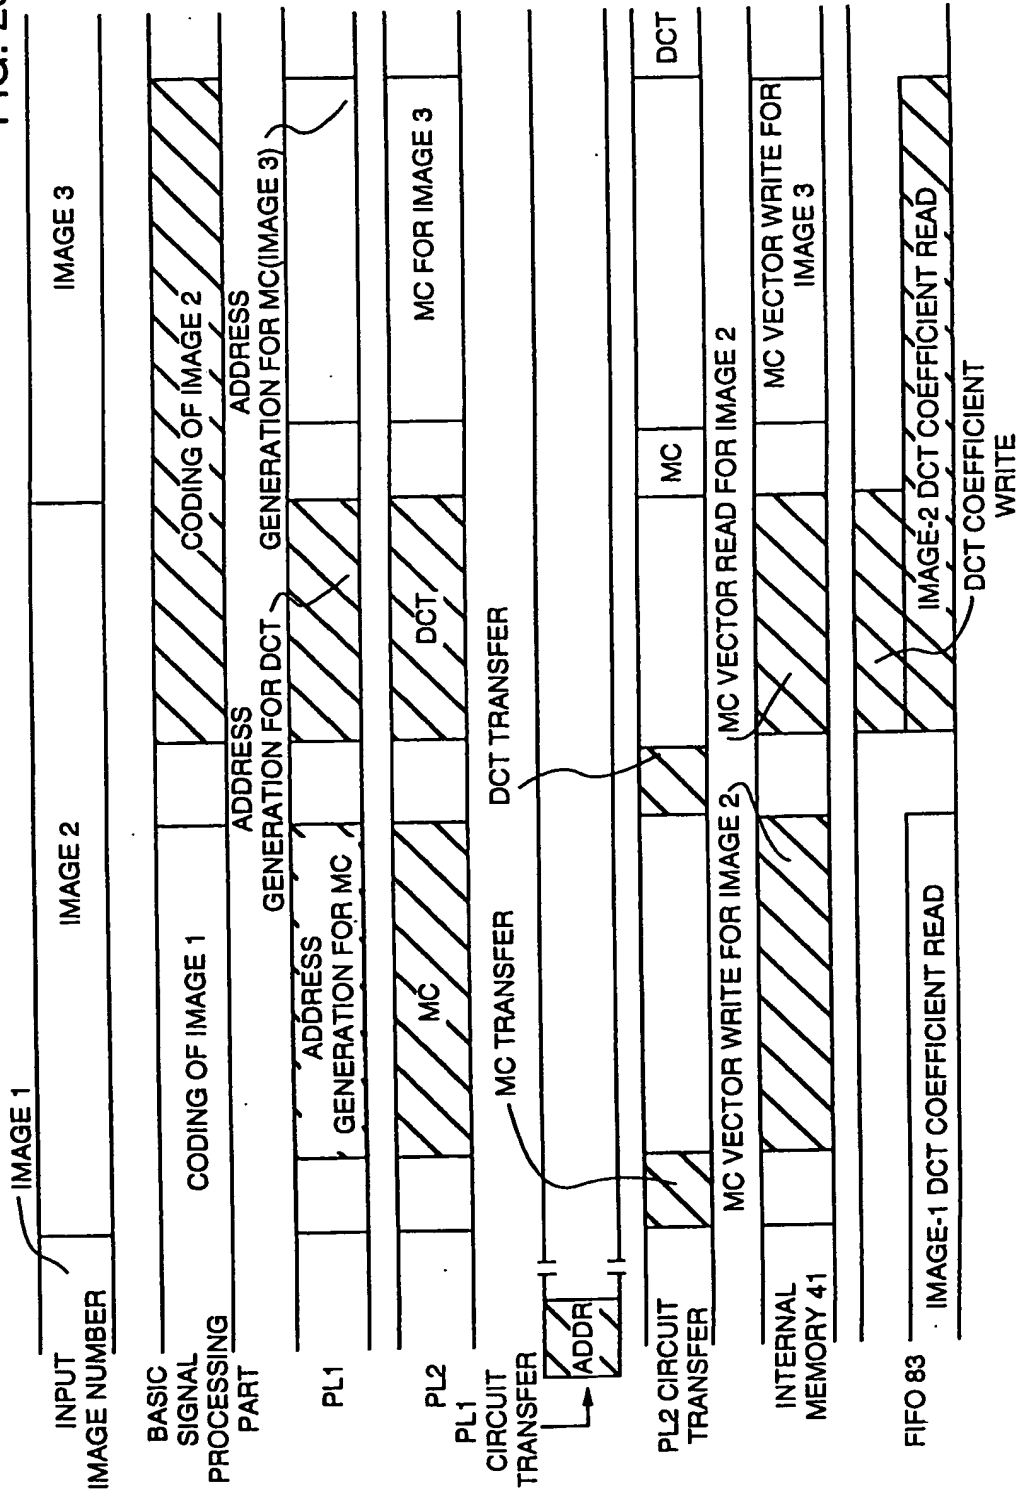 FIG.
INPUT
IMAGE NUMBER
IMAGE 1
IMAGE 2
IMAGE 3
BASIC
SIGNAL
PROCESSING
PART
CODING OF IMAGE 1
CODING OF IMAGE 2
PL1
ADDRESS
GENERATION FOR MC
ADDRESS
GENERATION FOR DCT
ADDRESS
GENERATION FOR MC(IMAGE 3)
PL2
MC
DCT
MC FOR IMAGE 3
PL1
CIRCUIT
TRANSFER
ADDR
PL2 CIRCUIT
TRANSFER
MC TRANSFER
DCT TRANSFER
MC
DCT
INTERNAL
MEMORY 41
MC VECTOR WRITE FOR IMAGE 2
MC VECTOR READ FOR IMAGE 2
MC VECTOR WRITE FOR
IMAGE 3
FIFO 83
IMAGE-1 DCT COEFFICIENT READ
IMAGE-2 DCT COEFFICIENT READ
DCT COEFFICIENT
WRITE